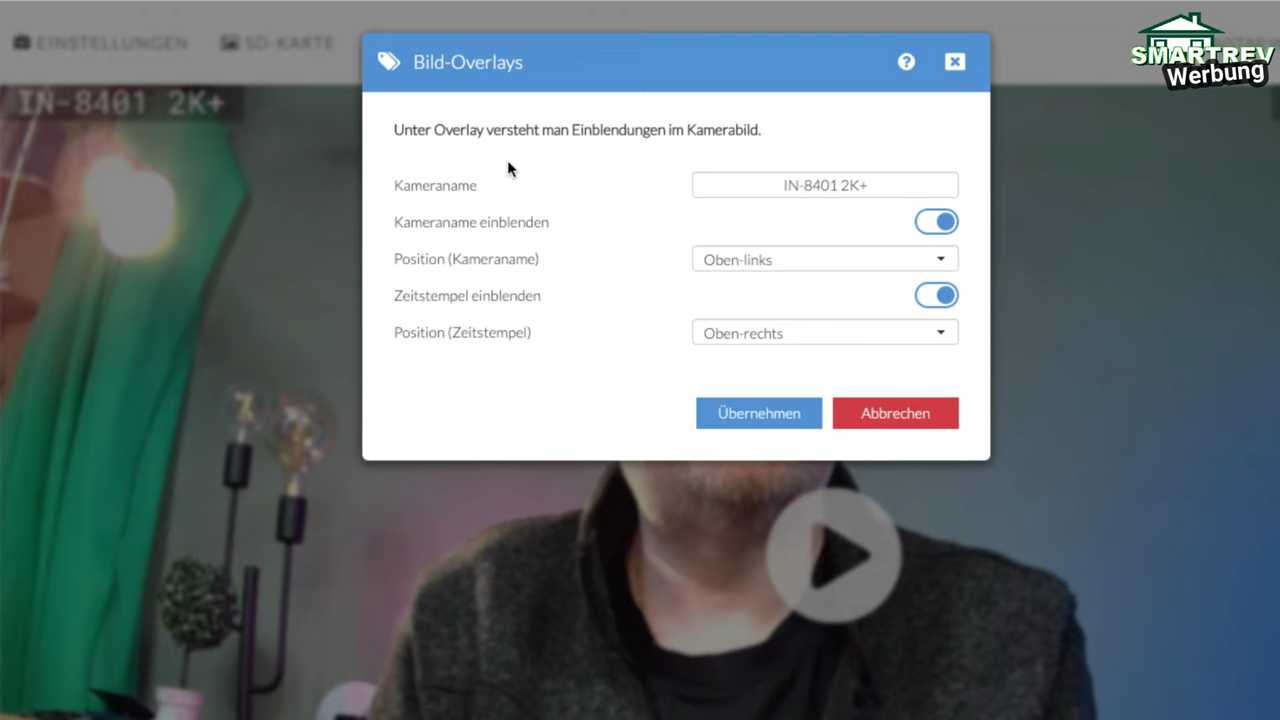 EINSTELLUNGEN
SD-KARTE
SMARTREV
Werbung
IN-8401 2K+
Bild-Overlays
Unter Overlay versteht man Einblendungen im Kamerabild.
Kameraname
IN-8401 2K+
Kameraname einblenden
Position (Kameraname)
Oben-links
Zeitstempel einblenden
Position (Zeitstempel)
Oben-rechts
Übernehmen
Abbrechen